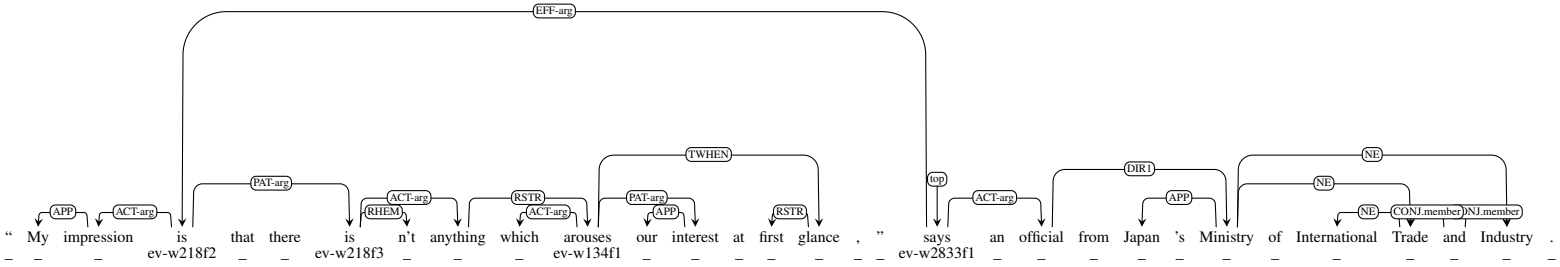 EFF-arg
TWHEN NE
DIR1
top
PAT-arg NE
ACT-arg RSTR PAT-arg ACT-arg APP
APP ACT-arg RHEM ACT-arg APP RSTR NE CONJ.member ONJ.member
“ My impression is that there is n't anything which arouses our interest at first glance , ” says an official from Japan 's Ministry of International Trade and Industry .
_ _ _ ev-w218f2 _ _ ev-w218f3 _ _ _ ev-w134f1 _ _ _ _ _ _ _ ev-w2833f1 _ _ _ _ _ _ _ _ _ _ _ _